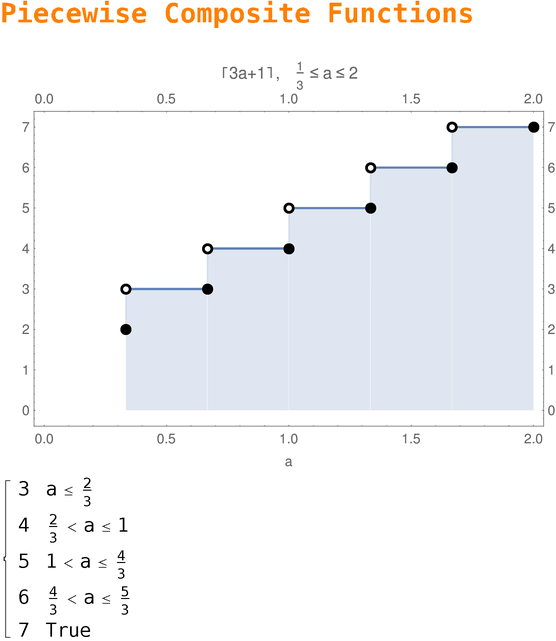 Piecewise Composite Functions
⌈3a+1⌉, 1/3 ≤ a ≤ 2
0.0 0.5 1.0 1.5 2.0
7 7
6 6
5 5
4 4
3 3
2 2
1 1
0 0
0.0 0.5 1.0 1.5 2.0
a
3 a ≤ 2/3
4 2/3 < a ≤ 1
5 1 < a ≤ 4/3
6 4/3 < a ≤ 5/3
7 True